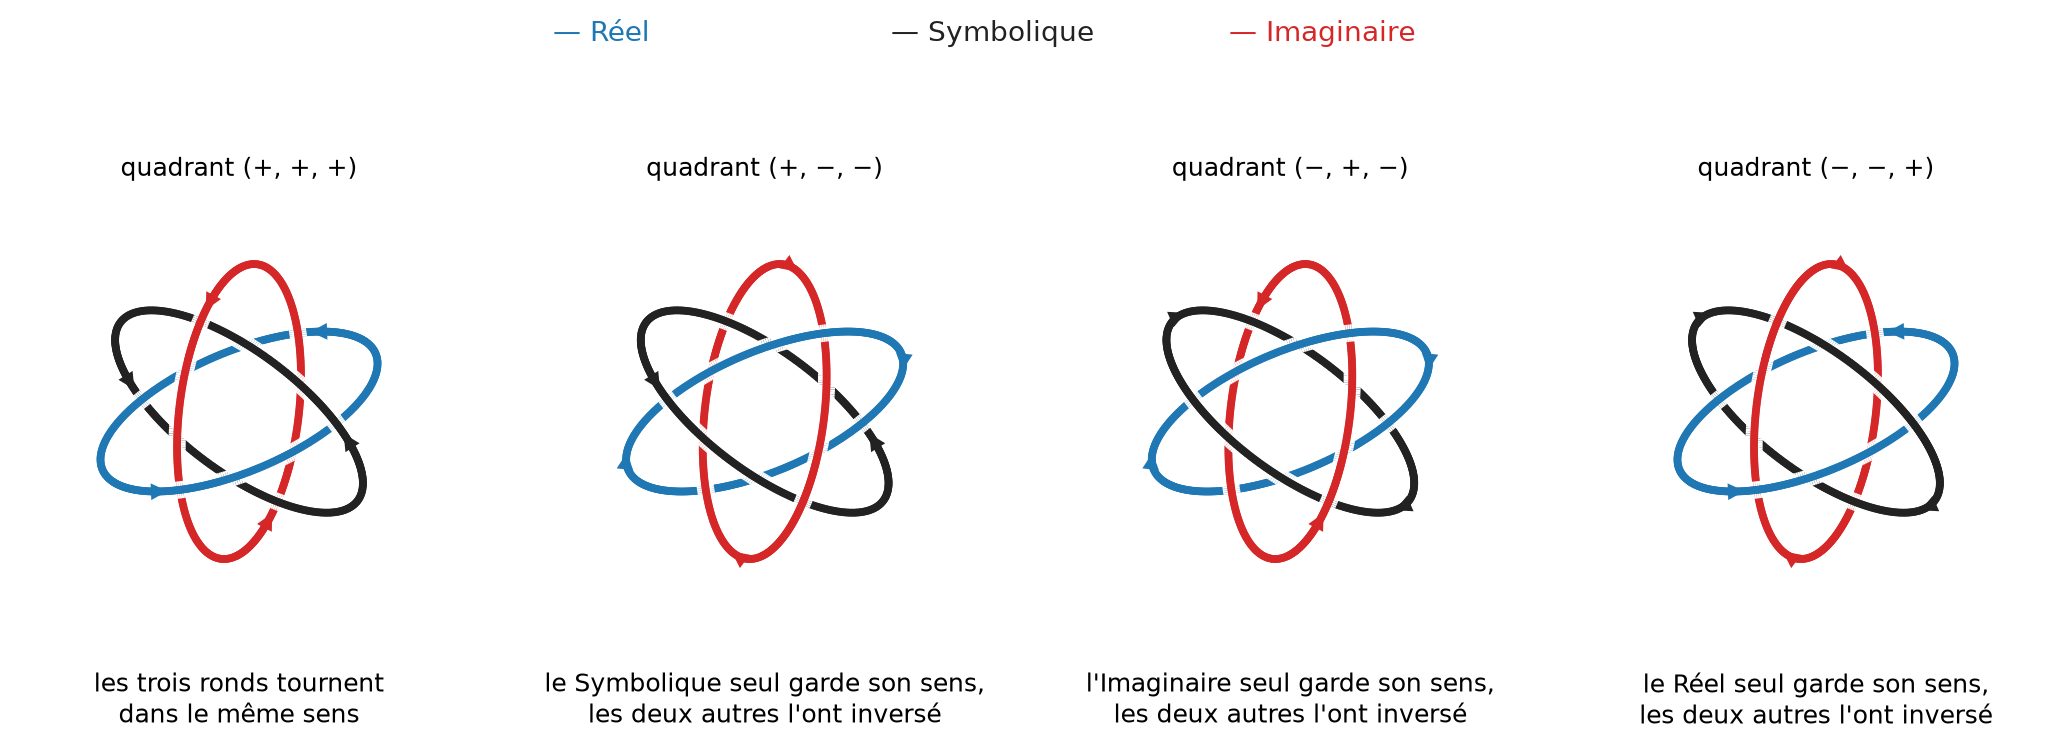 — Réel — Symbolique — Imaginaire
quadrant (+, +, +) quadrant (+, −, −) quadrant (−, +, −) quadrant (−, −, +)
les trois ronds tournent
dans le même sens
le Symbolique seul garde son sens,
les deux autres l'ont inversé
l'Imaginaire seul garde son sens,
les deux autres l'ont inversé
le Réel seul garde son sens,
les deux autres l'ont inversé